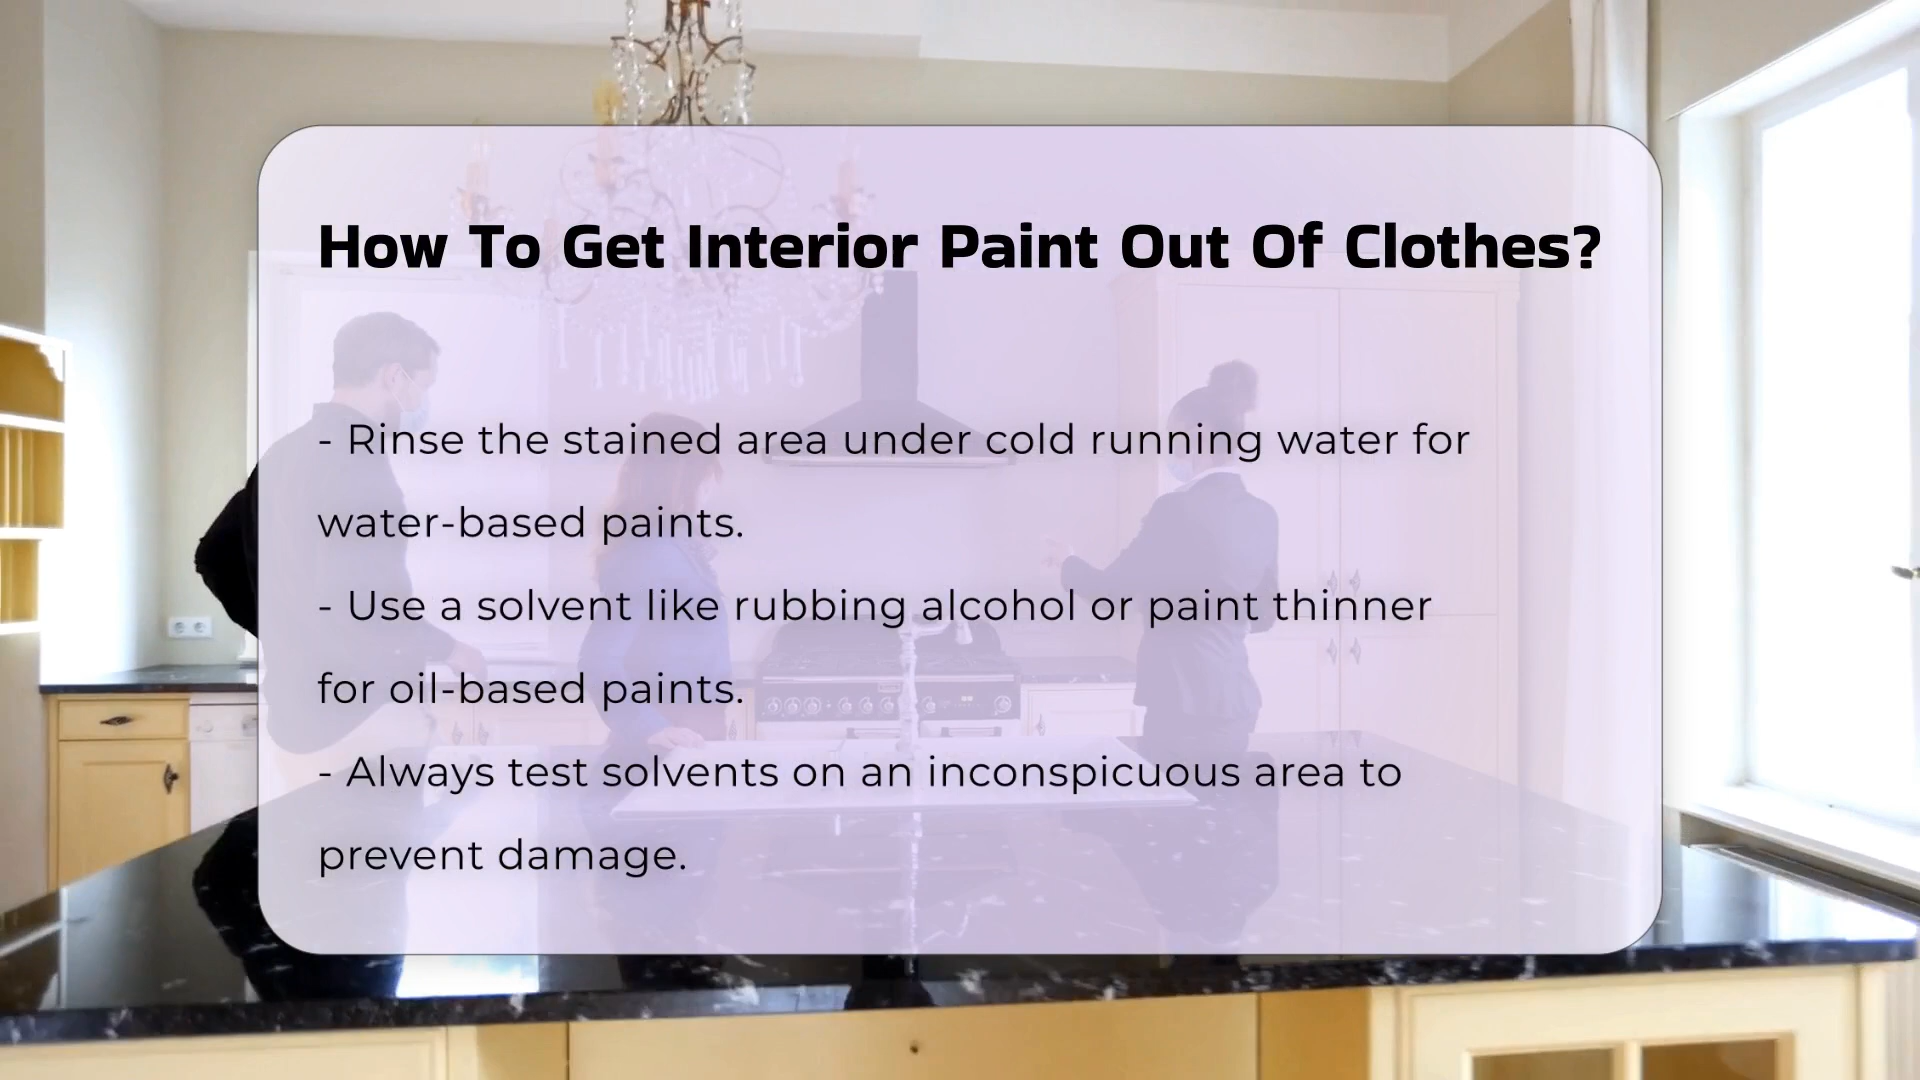 How To Get Interior Paint Out Of Clothes?
- Rinse the stained area under cold running water for
water-based paints.
- Use a solvent like rubbing alcohol or paint thinner
for oil-based paints.
- Always test solvents on an inconspicuous area to
prevent damage.